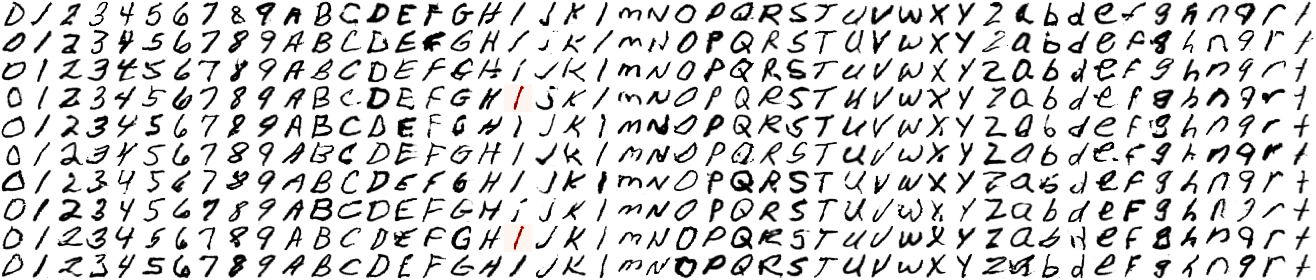 0 1 2 3 4 5 6 7 8 9 A B C D E F G H I J K l m N O P Q R S T U V W X Y Z a b d e f g h n q r t
0 1 2 3 4 5 6 7 8 9 A B C D E F G H I J K l m N O P Q R S T U V W X Y Z a b d e f g h n q r t
0 1 2 3 4 5 6 7 8 9 A B C D E F G H i J K l m N O P Q R S T U V W X Y Z a b d e f g h n q r t
0 1 2 3 4 5 6 7 8 9 A B C D E F G H I J K l m N O P Q R S T U V W X Y Z a b d e f g h n q r t
0 1 2 3 4 5 6 7 8 9 A B C D E F G H I J K l m N O P Q R S T U V W X Y Z a b d e f g h n q r t
0 1 2 3 4 5 6 7 8 9 A B C D E F G H I J K l m N O P Q R S T U V W X Y Z a b d e f g h n q r t
0 1 2 3 4 5 6 7 8 9 A B C D E F G H I J K l m N O P Q R S T U V W X Y Z a b d e f g h n q r t
0 1 2 3 4 5 6 7 8 9 A B C D E F G H i J K l m N O P Q R S T U V W X Y Z a b d e F g h n q r t
0 1 2 3 4 5 6 7 8 9 A B C D E F G H I J K l m N O P Q R S T U V W X Y Z a b d e f g h n q r t
0 1 2 3 4 5 6 7 8 9 A B C D E F G H I J K l m N O P Q R S T U V W X Y Z a b d e f g h n q r t